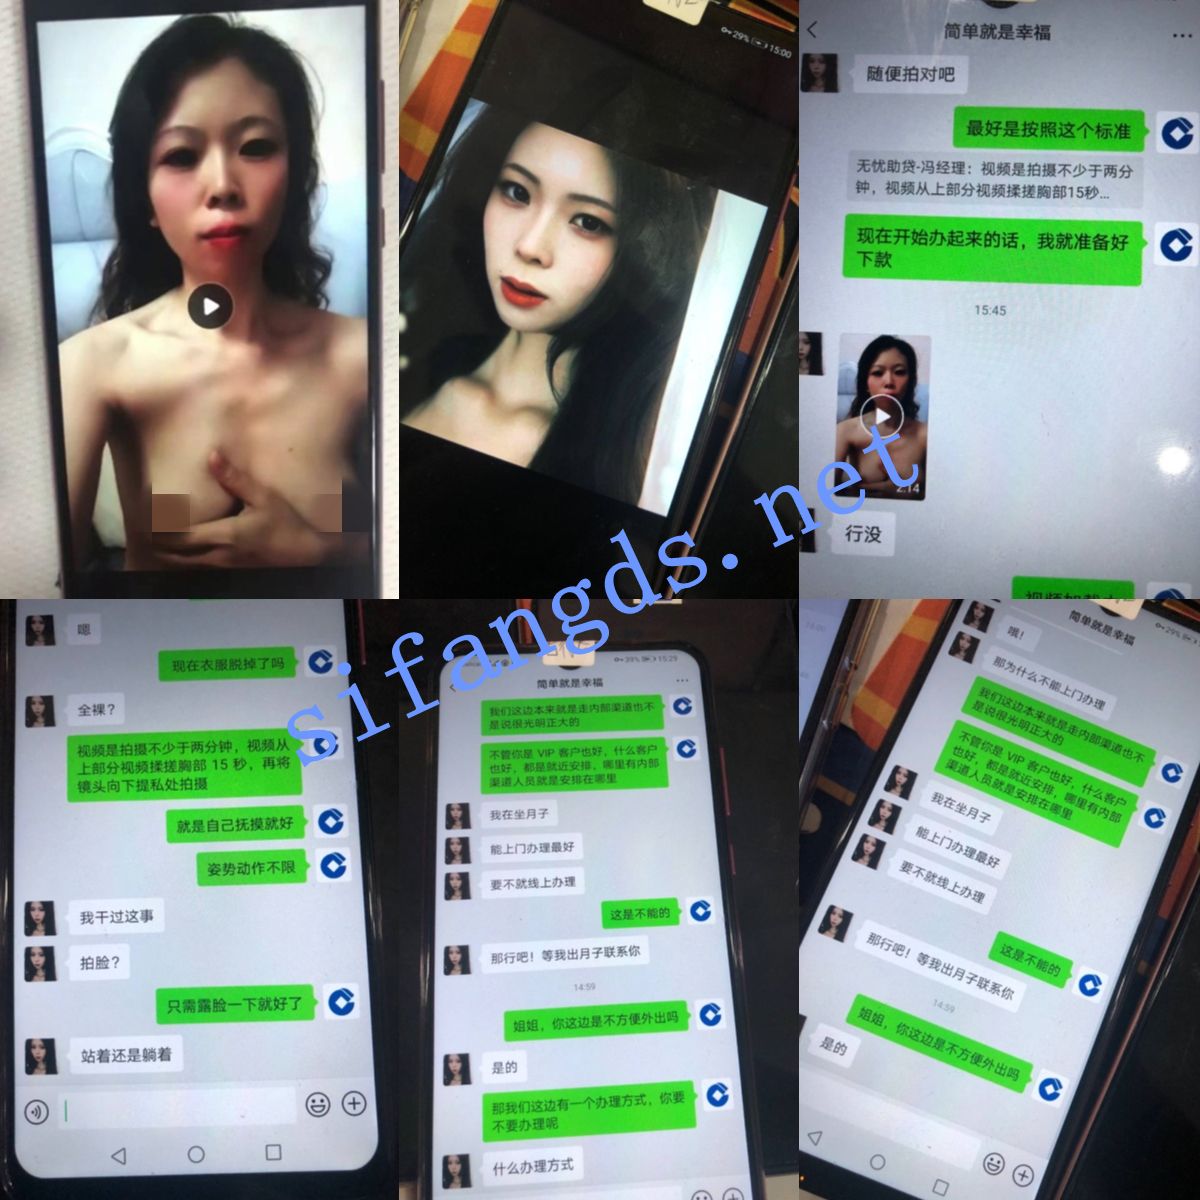 简单就是幸福
随便拍对吧
最好是按照这个标准
无忧助贷-冯经理：视频是拍摄不少于两分
钟，视频从上部分视频揉搓胸部15秒...
现在开始办起来的话，我就准备好
下款
15:45
2:14
行没
29% 15:00
嗯
现在衣服脱掉了吗
全裸？
视频是拍摄不少于两分钟，视频从
上部分视频揉搓胸部 15 秒，再将
镜头向下提私处拍摄
就是自己抚摸就好
姿势动作不限
我干过这事
拍脸？
只需露脸一下就好了
站着还是躺着
简单就是幸福
我们这边本来就是走内部渠道也不
是说很光明正大的
不管你是 VIP 客户也好，什么客户
也好，都是就近安排，哪里有内部
渠道人员就是安排在哪里
我在坐月子
能上门办理最好
要不就线上办理
这是不能的
那行吧！等我出月子联系你
14:59
姐姐，你这边是不方便外出吗
是的
那我们这边有一个办理方式，你要
不要办理呢
什么办理方式
简单就是幸福
哦！
那为什么不能上门办理
我们这边本来就是走内部渠道也不
是说很光明正大的
不管你是 VIP 客户也好，什么客户
也好，都是就近安排，哪里有内部
渠道人员就是安排在哪里
我在坐月子
能上门办理最好
要不就线上办理
这是不能的
那行吧！等我出月子联系你
14:59
姐姐，你这边是不方便外出吗
是的
sifangds.net